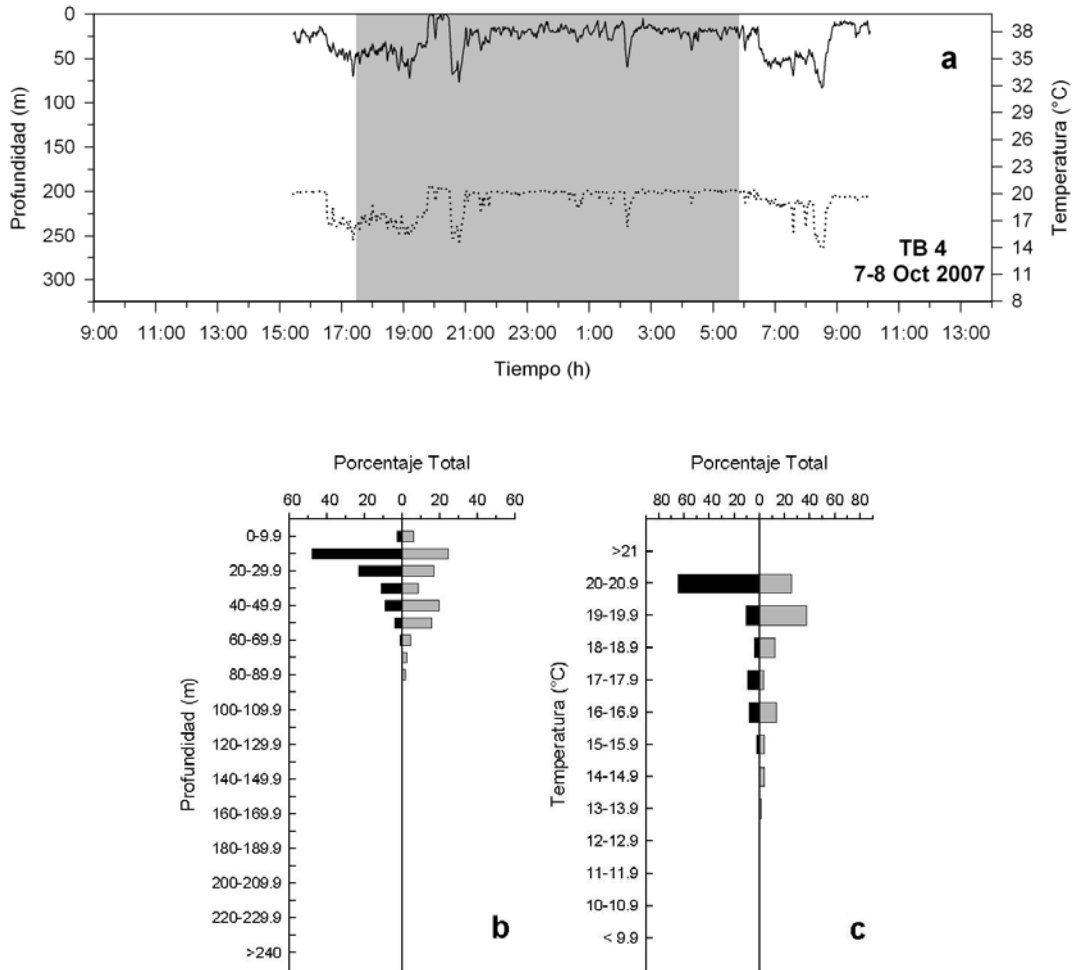 0
50
100
150
200
250
300
Profundidad (m)
38
35
32
29
26
23
20
17
14
11
8
Temperatura (°C)
a
TB 4
7-8 Oct 2007
9:00 11:00 13:00 15:00 17:00 19:00 21:00 23:00 1:00 3:00 5:00 7:00 9:00 11:00 13:00
Tiempo (h)
Porcentaje Total
60 40 20 0 20 40 60
0-9.9
20-29.9
40-49.9
60-69.9
80-89.9
100-109.9
120-129.9
140-149.9
160-169.9
180-189.9
200-209.9
220-229.9
>240
Profundidad (m)
b
Porcentaje Total
80 60 40 20 0 20 40 60 80
>21
20-20.9
19-19.9
18-18.9
17-17.9
16-16.9
15-15.9
14-14.9
13-13.9
12-12.9
11-11.9
10-10.9
< 9.9
Temperatura (°C)
c